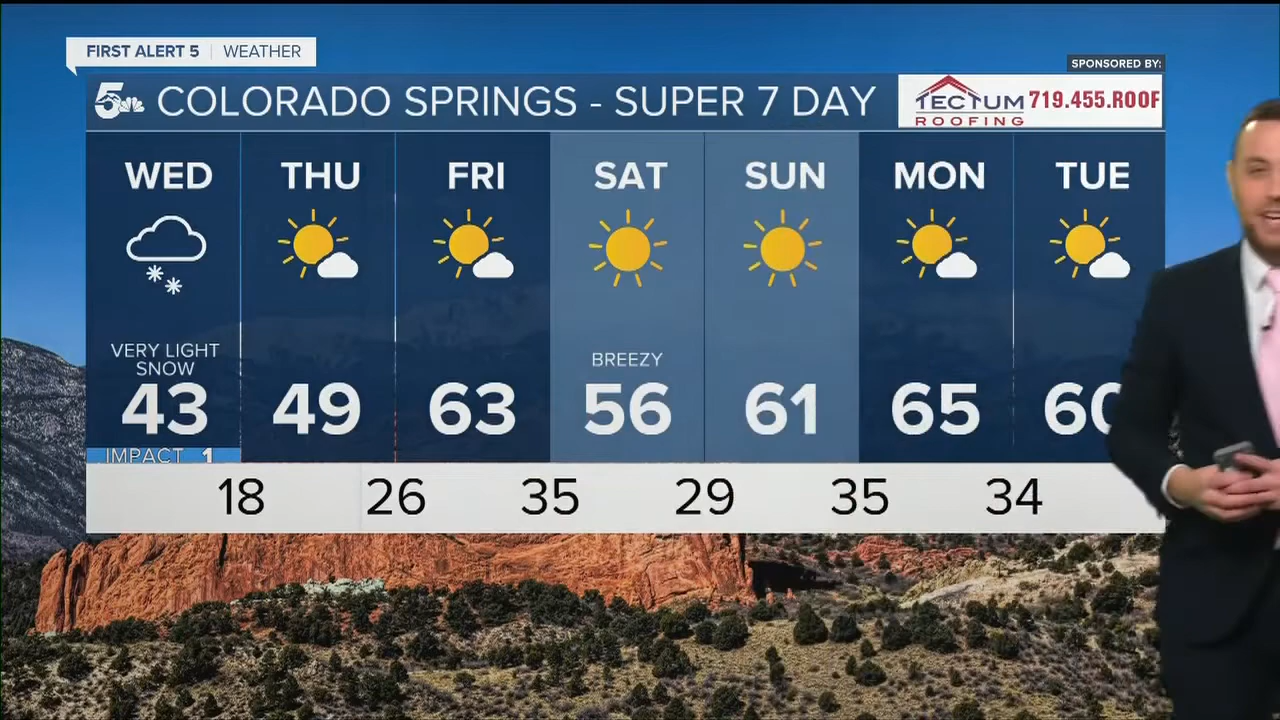 FIRST ALERT 5 | WEATHER
SPONSORED BY:
5 COLORADO SPRINGS - SUPER 7 DAY
TECTUM 719.455.ROOF
ROOFING
WED THU FRI SAT SUN MON TUE
VERY LIGHT
SNOW
BREEZY
43 49 63 56 61 65 60
IMPACT 1
18 26 35 29 35 34